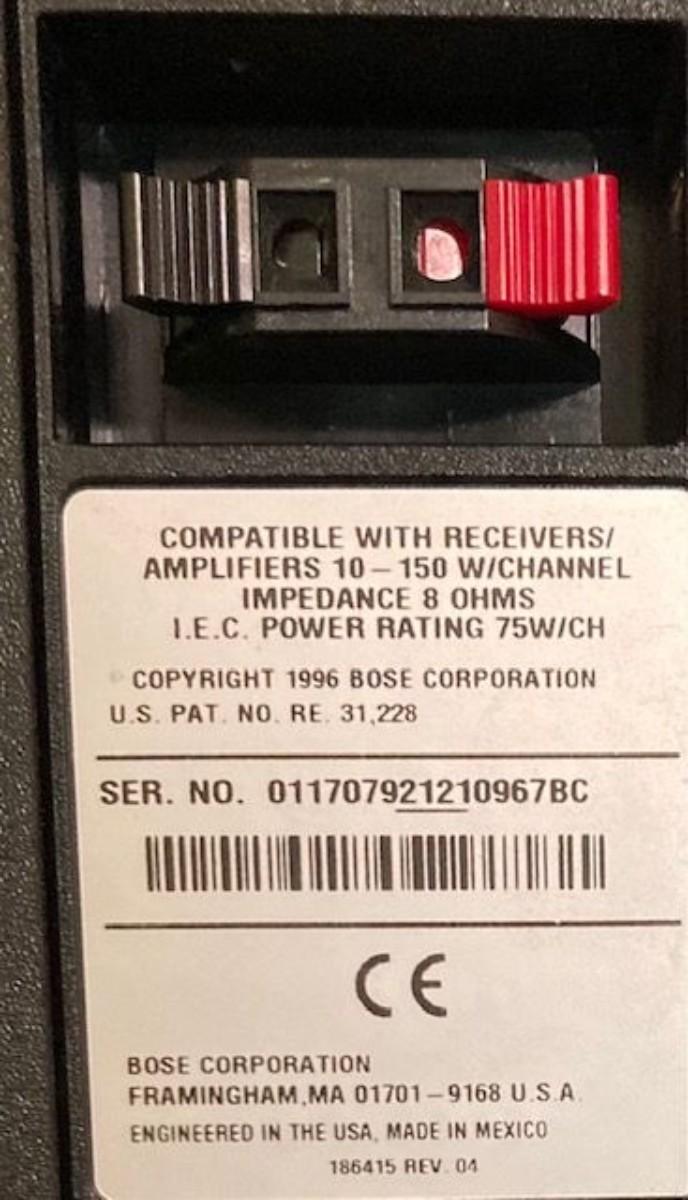 COMPATIBLE WITH RECEIVERS/
AMPLIFIERS 10–150 W/CHANNEL
IMPEDANCE 8 OHMS
I.E.C. POWER RATING 75W/CH
COPYRIGHT 1996 BOSE CORPORATION
U.S. PAT. NO. RE. 31,228
SER. NO. 011707921210967BC
CE
BOSE CORPORATION
FRAMINGHAM,MA 01701–9168 U.S.A.
ENGINEERED IN THE USA, MADE IN MEXICO
186415 REV. 04